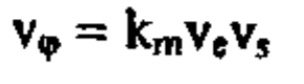 vφ = kmvevs